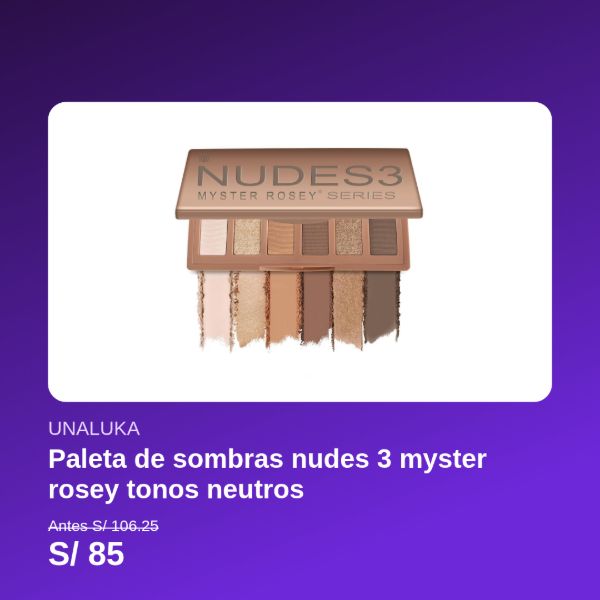 NUDES3
MYSTER ROSEY® SERIES
UNALUKA
Paleta de sombras nudes 3 myster
rosey tonos neutros
Antes S/ 106.25
S/ 85